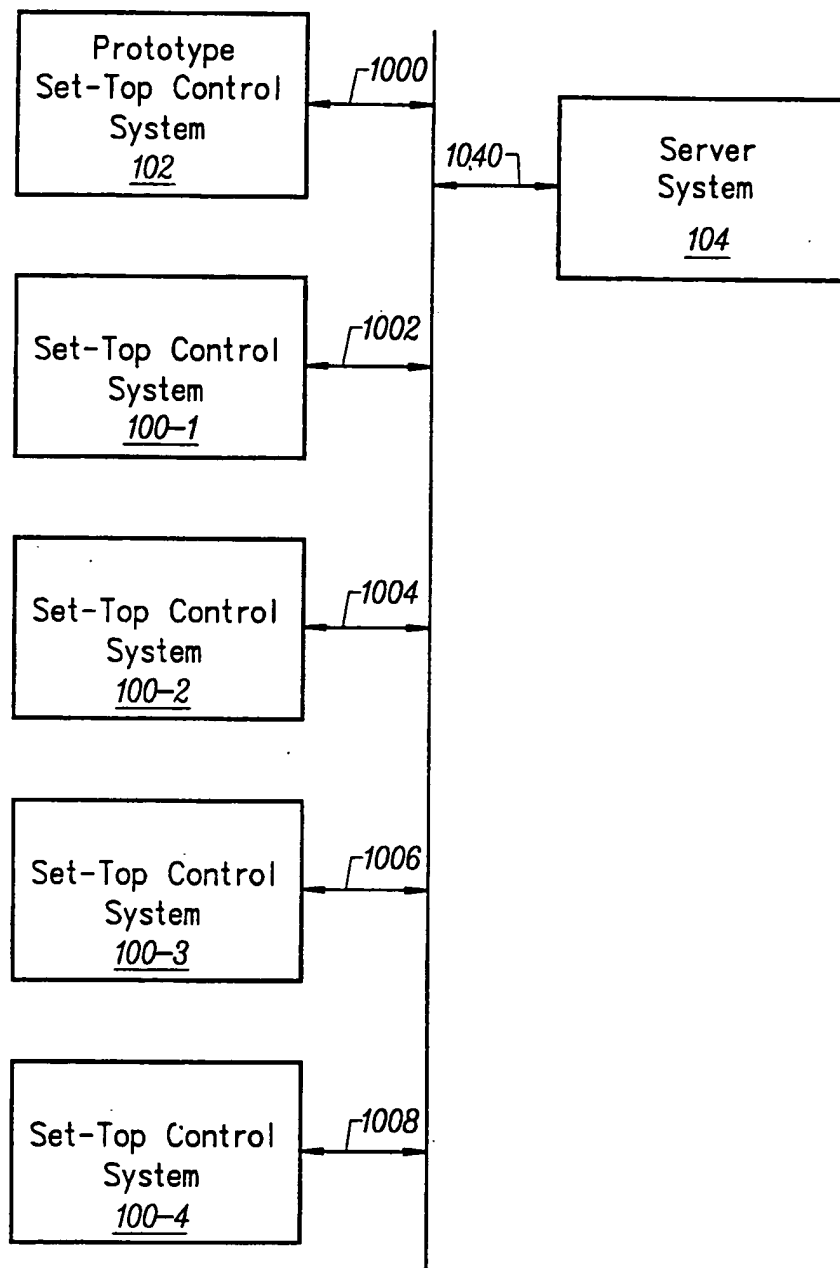 Prototype
Set-Top Control
System
102
1000
1040
Server
System
104
Set-Top Control
System
100-1
1002
Set-Top Control
System
100-2
1004
Set-Top Control
System
100-3
1006
Set-Top Control
System
100-4
1008